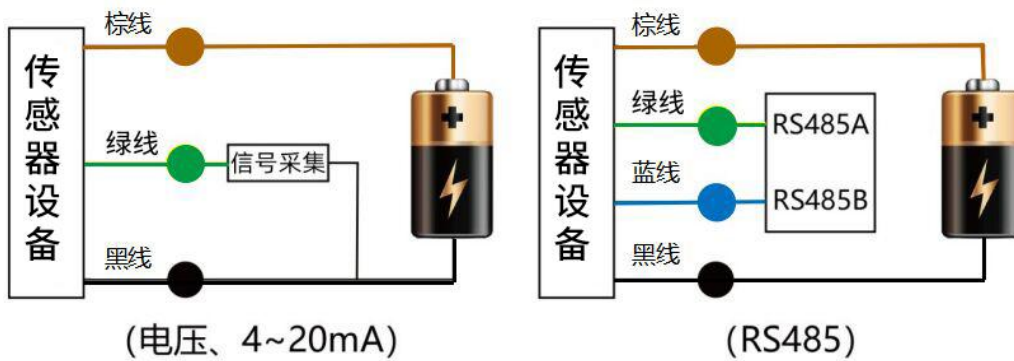 棕线
传感器设备
绿线
信号采集
黑线
(电压、4~20mA)
棕线
传感器设备
绿线
RS485A
蓝线
RS485B
黑线
(RS485)